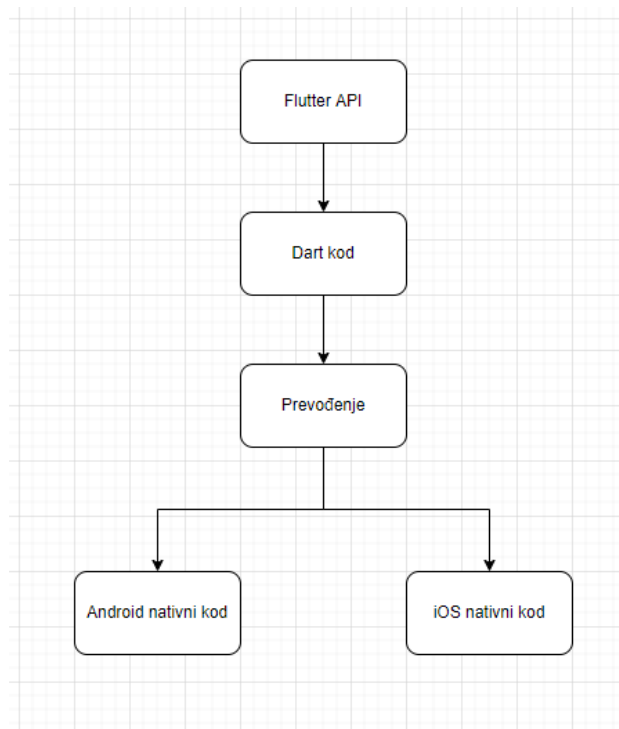 Flutter API
Dart kod
Prevođenje
Android nativni kod
iOS nativni kod